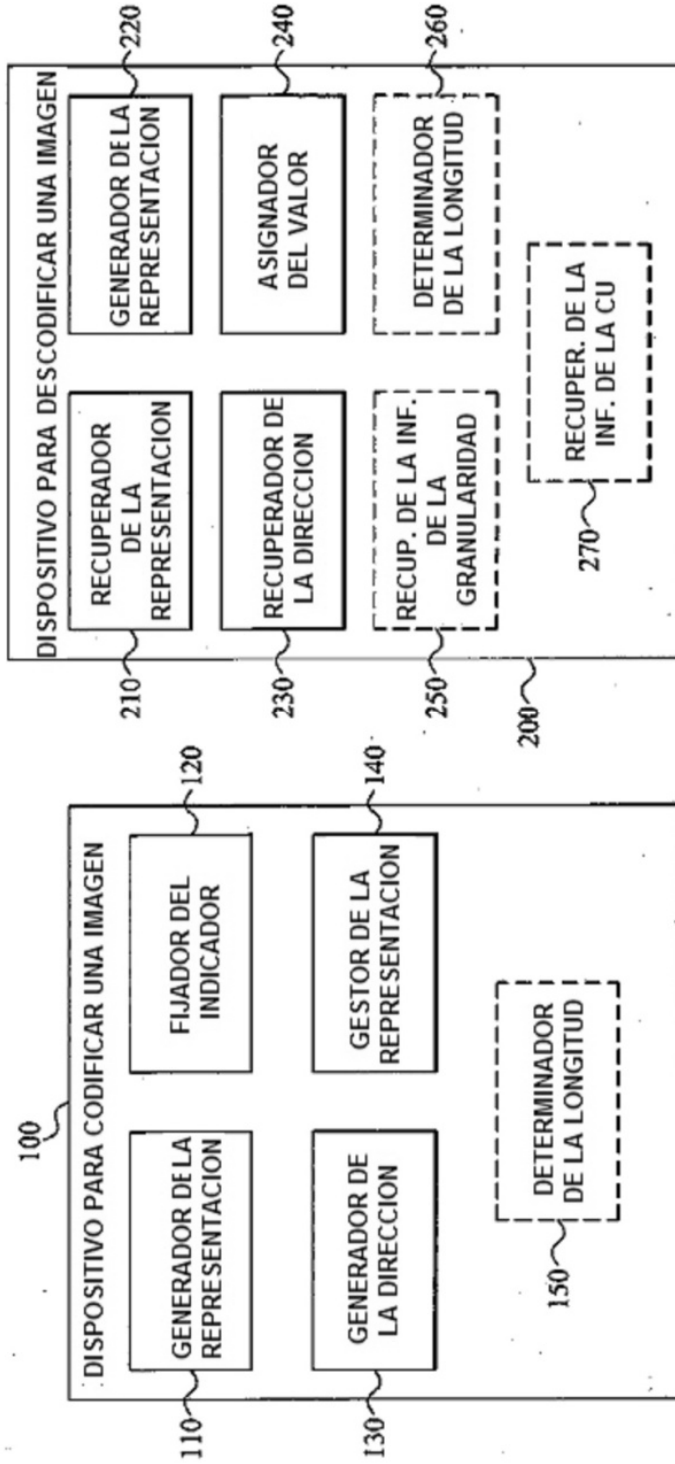 100
DISPOSITIVO PARA CODIFICAR UNA IMAGEN
110
GENERADOR DE LA
REPRESENTACION
120
FIJADOR DEL
INDICADOR
130
GENERADOR DE
LA DIRECCION
140
GESTOR DE LA
REPRESENTACION
150
DETERMINADOR
DE LA LONGITUD
200
DISPOSITIVO PARA DESCODIFICAR UNA IMAGEN
210
RECUPERADOR
DE LA
REPRESENTACION
220
GENERADOR DE LA
REPRESENTACION
230
RECUPERADOR DE
LA DIRECCION
240
ASIGNADOR
DEL VALOR
250
RECUP. DE LA INF.
DE LA
GRANULARIDAD
260
DETERMINADOR
DE LA LONGITUD
270
RECUPER. DE LA
INF. DE LA CU